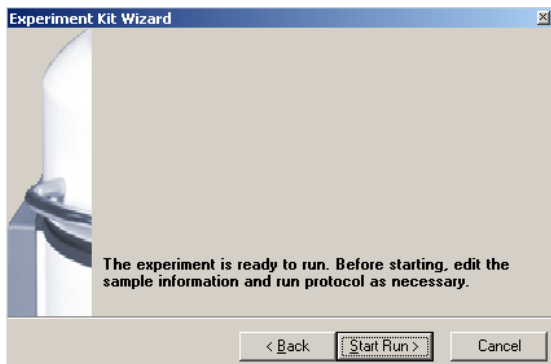 Experiment Kit Wizard
The experiment is ready to run. Before starting, edit the
sample information and run protocol as necessary.
< Back
Start Run >
Cancel